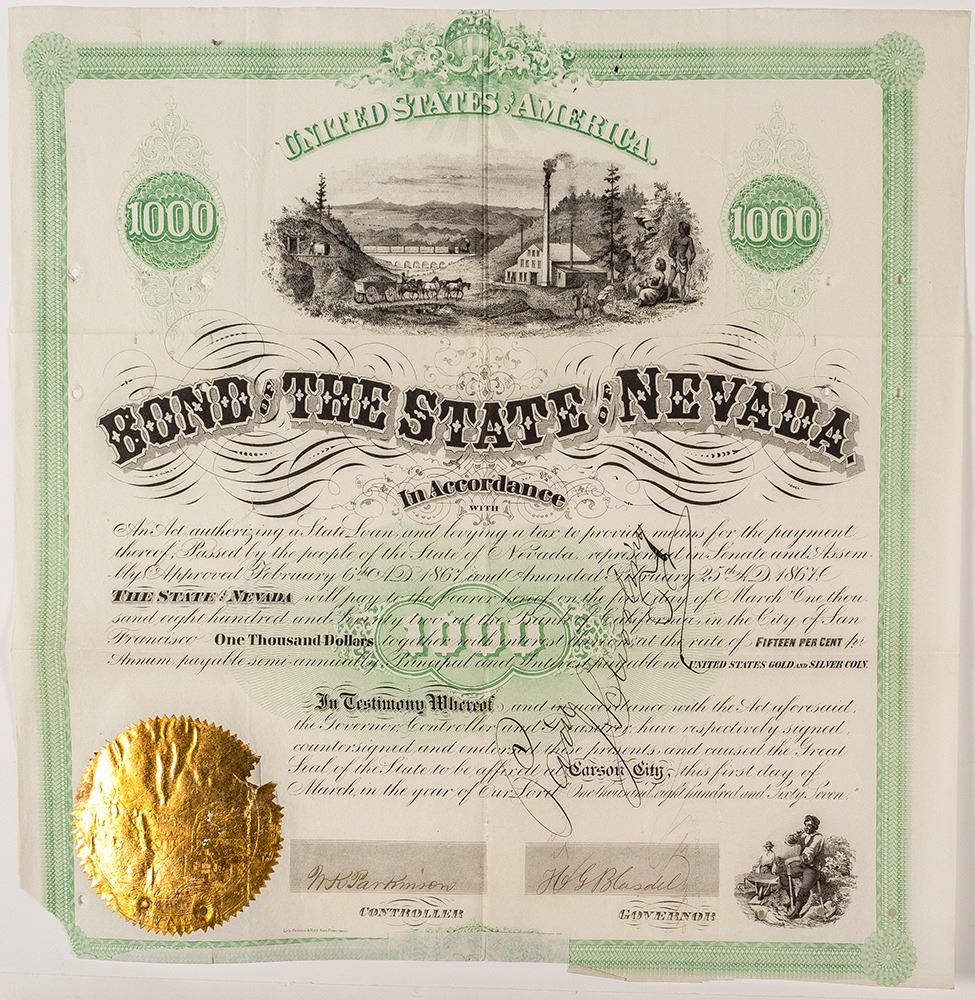 UNITED STATES OF AMERICA.
1000 1000
BOND OF THE STATE OF NEVADA.
In Accordance
WITH
An Act authorizing a State Loan and levying a tax to provide means for the payment
thereof, Passed by the people of the State of Nevada, represented in Senate and Assem-
bly Approved February 6th A.D. 1867, and Amended February 25th A.D. 1867.
THE STATE OF NEVADA will pay to the bearer hereof, on the first day of March One thou
sand eight hundred and in the City of San
Francisco One Thousand Dollars together with interest at the rate of FIFTEEN PER CENT pr
Annum, payable semi-annually, Principal and Interest payable in UNITED STATES GOLD AND SILVER COIN.
1000
In Testimony Whereof, and in accordance with the Act aforesaid,
the Governor, Controller and Treasurer, have respectively signed,
countersigned and endorsed these presents, and caused the Great
Seal of the State to be affixed at Carson City, this first day of
March, in the year of Our Lord One thousand eight hundred and Sixty Seven.
W K Parkinson H G Blasdel
CONTROLLER GOVERNOR